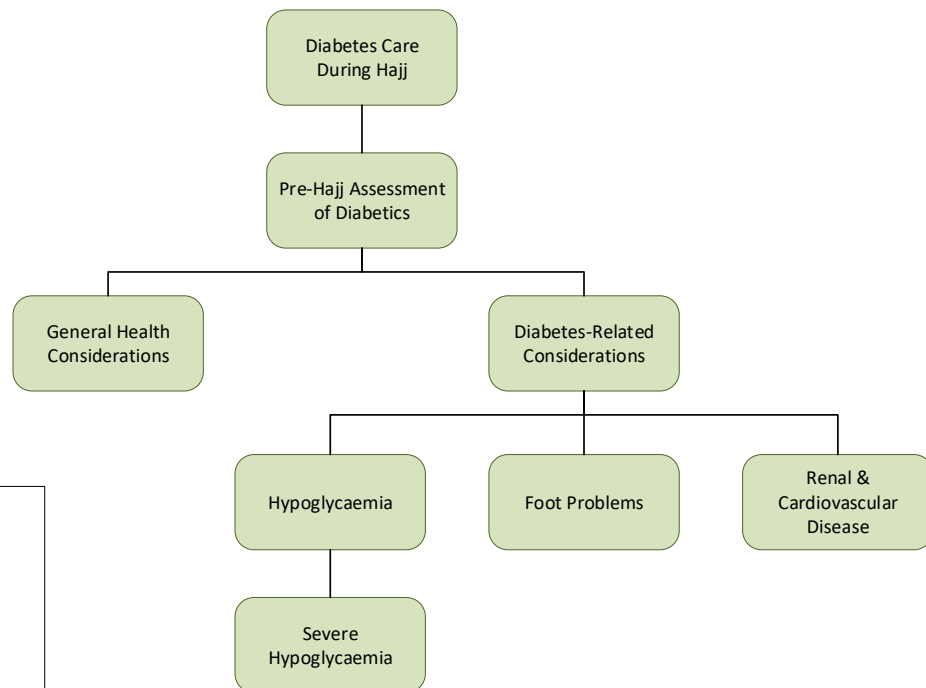 Diabetes Care
During Hajj
Pre-Hajj Assessment
of Diabetics
General Health
Considerations
Diabetes-Related
Considerations
Hypoglycaemia
Foot Problems
Renal &
Cardiovascular
Disease
Severe
Hypoglycaemia